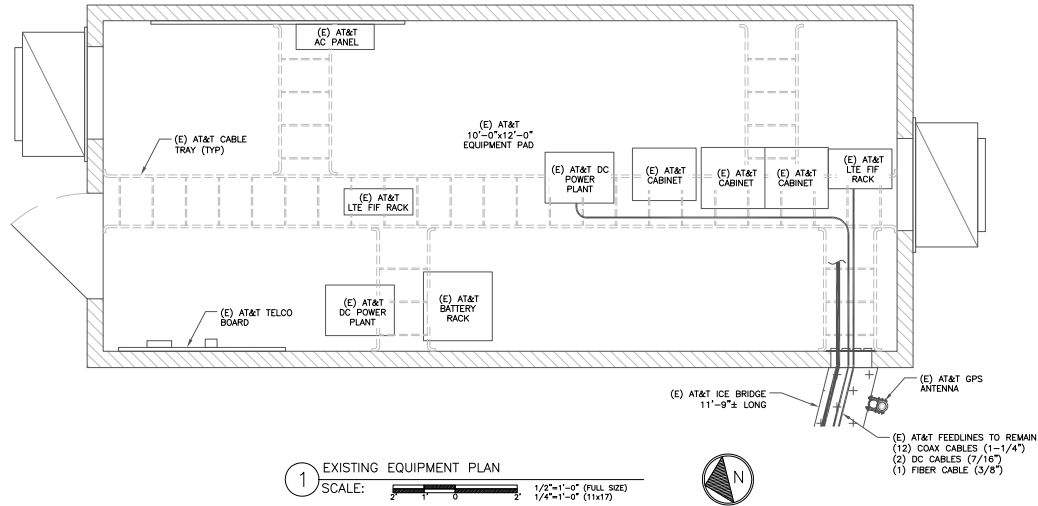 (E) AT&T
AC PANEL
(E) AT&T CABLE
TRAY (TYP)
(E) AT&T
10'-0"x12'-0"
EQUIPMENT PAD
(E) AT&T DC
POWER
PLANT
(E) AT&T
CABINET
(E) AT&T
CABINET
(E) AT&T
CABINET
(E) AT&T
LTE FIF
RACK
(E) AT&T
LTE FIF RACK
(E) AT&T TELCO
BOARD
(E) AT&T
DC POWER
PLANT
(E) AT&T
BATTERY
RACK
(E) AT&T ICE BRIDGE
11'-9"± LONG
(E) AT&T GPS
ANTENNA
(E) AT&T FEEDLINES TO REMAIN
(12) COAX CABLES (1-1/4")
(2) DC CABLES (7/16")
(1) FIBER CABLE (3/8")
1
EXISTING EQUIPMENT PLAN
SCALE:
2' 1' 0 2'
1/2"=1'-0" (FULL SIZE)
1/4"=1'-0" (11x17)
N